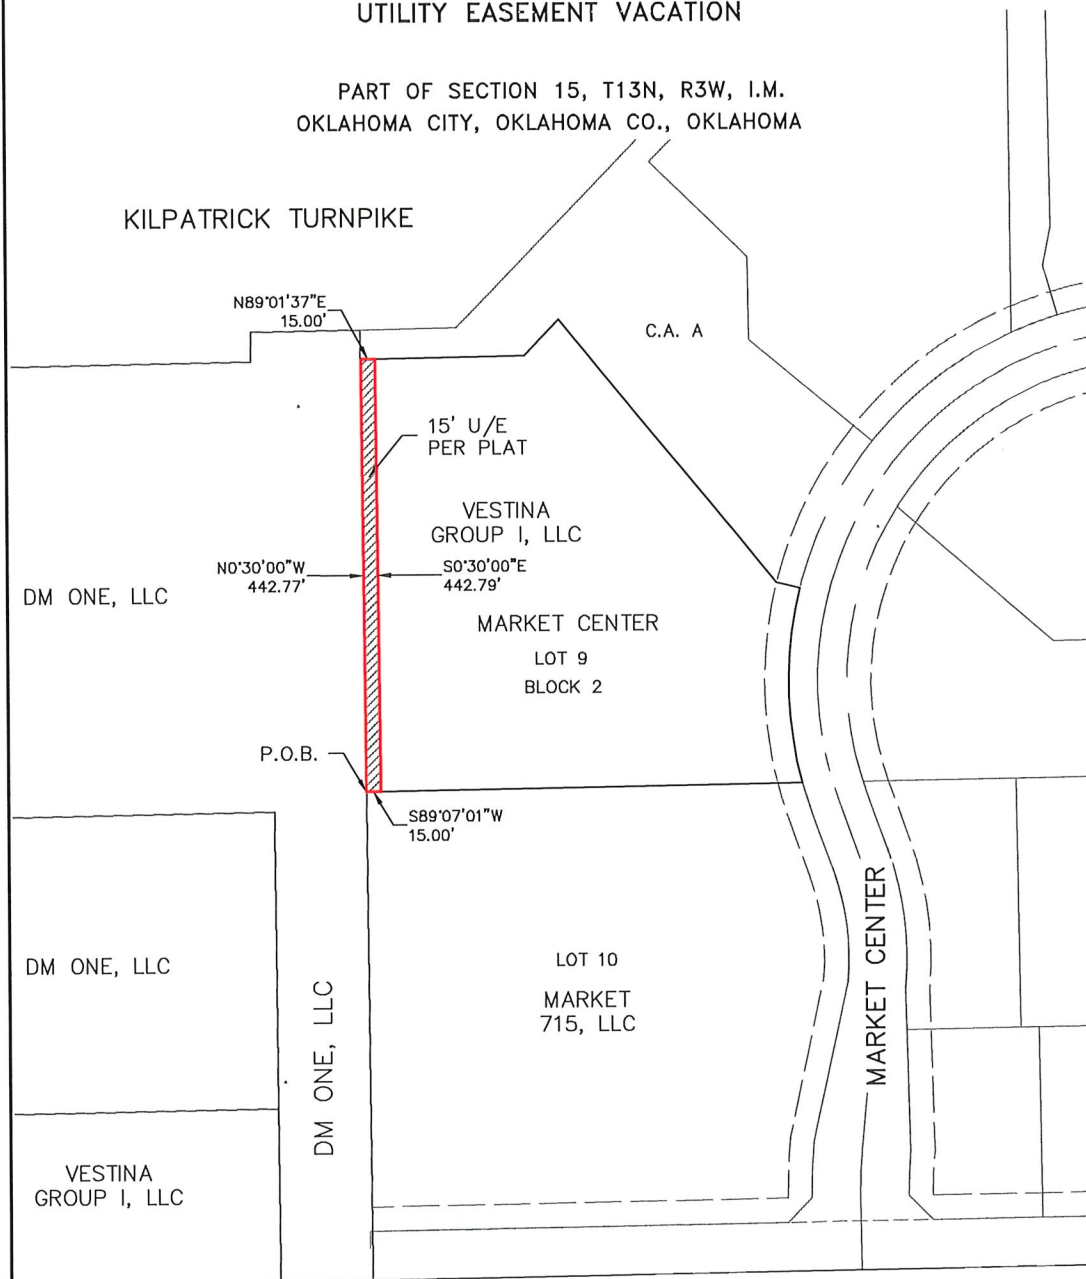 UTILITY EASEMENT VACATION
PART OF SECTION 15, T13N, R3W, I.M.
OKLAHOMA CITY, OKLAHOMA CO., OKLAHOMA
KILPATRICK TURNPIKE
N89°01'37"E
15.00'
C.A. A
15' U/E
PER PLAT
VESTINA
GROUP I, LLC
N0°30'00"W
442.77'
S0°30'00"E
442.79'
DM ONE, LLC
MARKET CENTER
LOT 9
BLOCK 2
P.O.B.
S89°07'01"W
15.00'
DM ONE, LLC
LOT 10
MARKET
715, LLC
DM ONE, LLC
MARKET CENTER
VESTINA
GROUP I, LLC